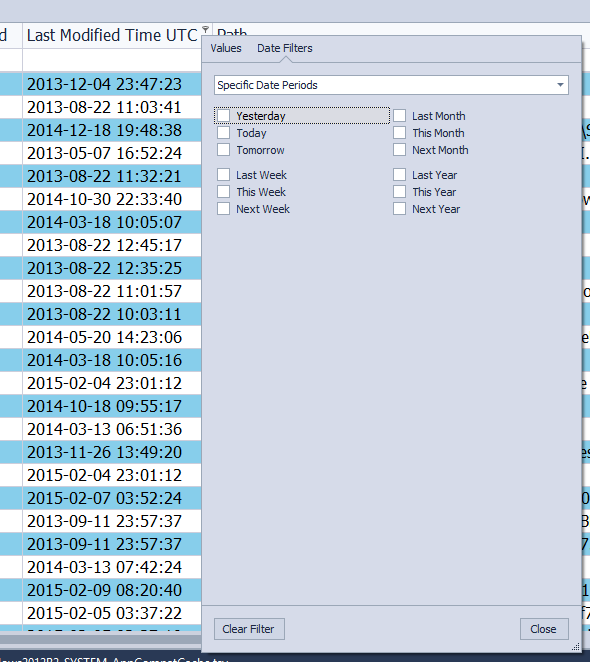 d Last Modified Time UTC Path
Values Date Filters
Specific Date Periods
Yesterday Last Month
Today This Month
Tomorrow Next Month
Last Week Last Year
This Week This Year
Next Week Next Year
2013-12-04 23:47:23
2013-08-22 11:03:41
2014-12-18 19:48:38
2013-05-07 16:52:24
2013-08-22 11:32:21
2014-10-30 22:33:40
2014-03-18 10:05:07
2013-08-22 12:45:17
2013-08-22 12:35:25
2013-08-22 11:01:57
2013-08-22 10:03:11
2014-05-20 14:23:06
2014-03-18 10:05:16
2015-02-04 23:01:12
2014-10-18 09:55:17
2014-03-13 06:51:36
2013-11-26 13:49:20
2015-02-04 23:01:12
2015-02-07 03:52:24
2013-09-11 23:57:37
2013-09-11 23:57:37
2014-03-13 07:42:24
2015-02-09 08:20:40
2015-02-05 03:37:22
Clear Filter Close